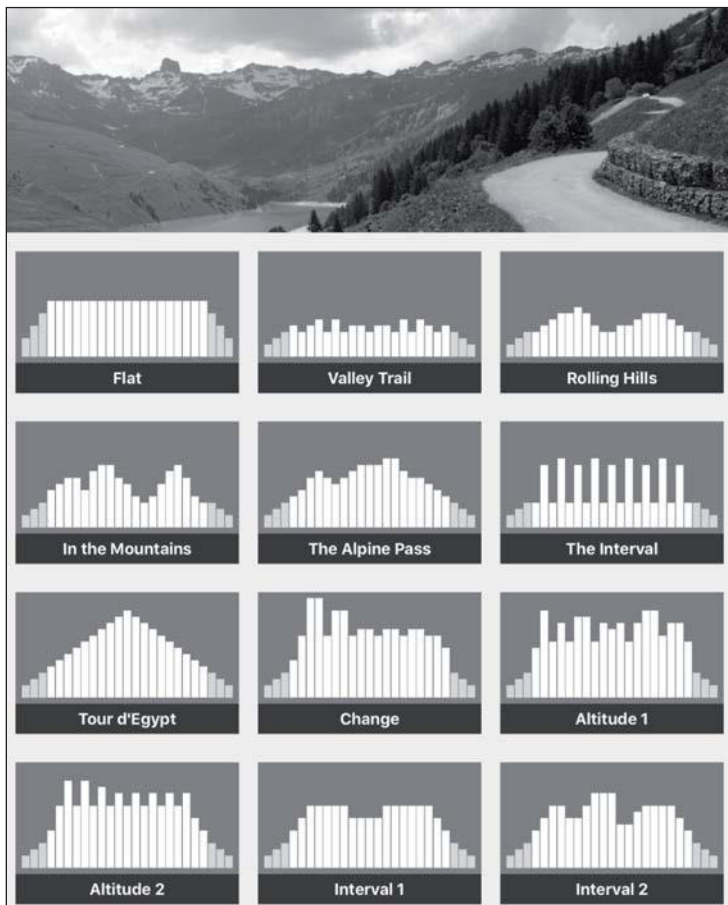 Flat
Valley Trail
Rolling Hills
In the Mountains
The Alpine Pass
The Interval
Tour d'Egypt
Change
Altitude 1
Altitude 2
Interval 1
Interval 2